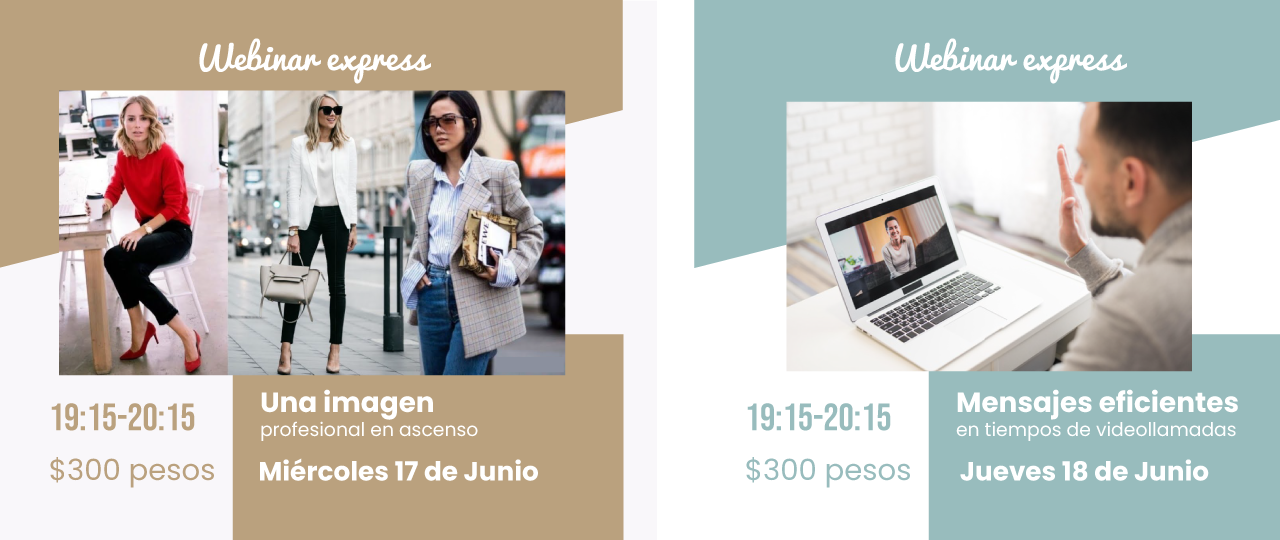 Webinar express
19:15-20:15
$300 pesos
Una imagen
profesional en ascenso
Miércoles 17 de Junio
Webinar express
19:15-20:15
$300 pesos
Mensajes eficientes
en tiempos de videollamadas
Jueves 18 de Junio